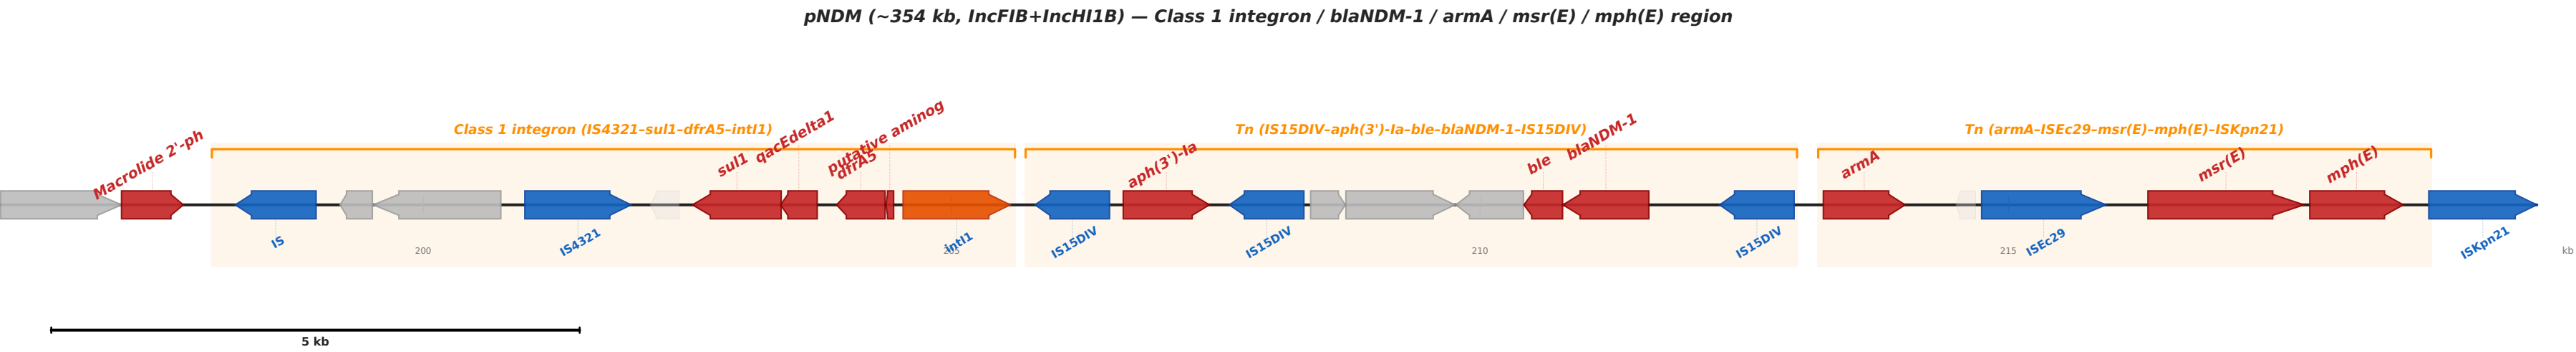 pNDM (~354 kb, IncFIB+IncHI1B) — Class 1 integron / blaNDM-1 / armA / msr(E) / mph(E) region
Class 1 integron (IS4321–sul1–dfrA5–intI1)
Tn (IS15DIV–aph(3')-Ia–ble–blaNDM-1–IS15DIV)
Tn (armA–ISEc29–msr(E)–mph(E)–ISKpn21)
Macrolide 2'-ph
sul1
qacEdelta1
dfrA5
putative aminog
aph(3')-Ia
ble
blaNDM-1
armA
msr(E)
mph(E)
IS
IS4321
intI1
IS15DIV
IS15DIV
IS15DIV
ISEc29
ISKpn21
200
205
210
215
kb
5 kb